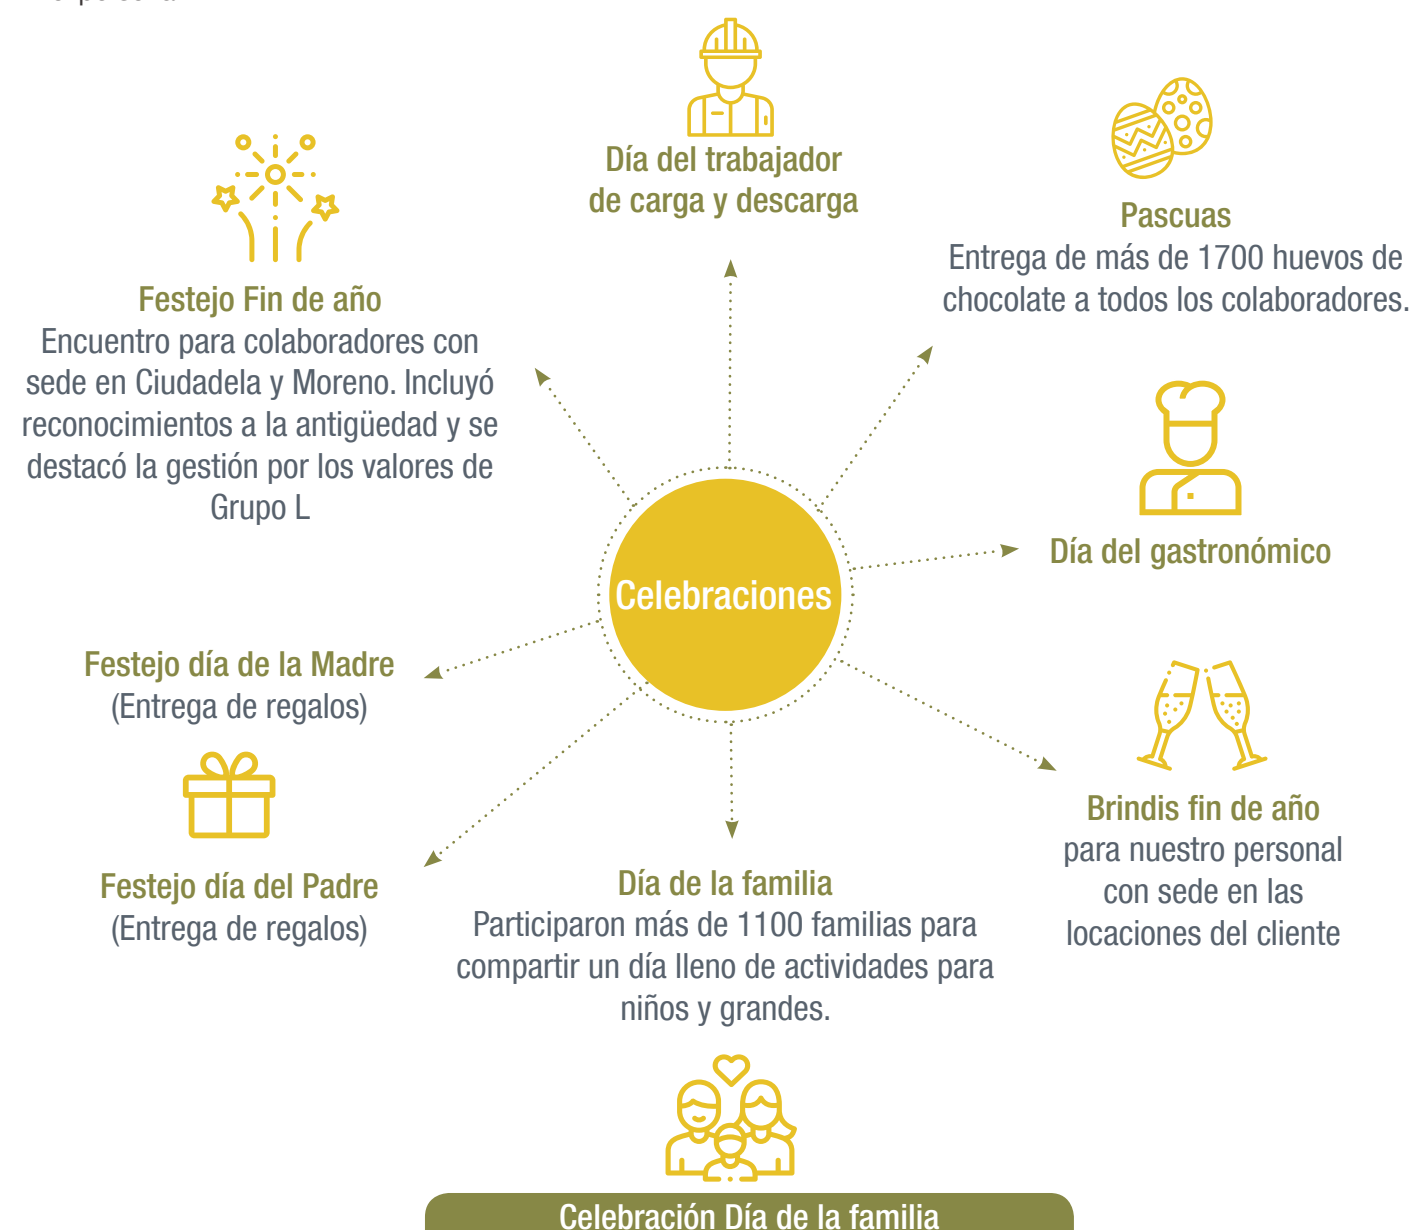 Día del trabajador
de carga y descarga
Pascuas
Entrega de más de 1700 huevos de
chocolate a todos los colaboradores.
Festejo Fin de año
Encuentro para colaboradores con
sede en Ciudadela y Moreno. Incluyó
reconocimientos a la antigüedad y se
destacó la gestión por los valores de
Grupo L
Día del gastronómico
Celebraciones
Festejo día de la Madre
(Entrega de regalos)
Brindis fin de año
para nuestro personal
con sede en las
locaciones del cliente
Festejo día del Padre
(Entrega de regalos)
Día de la familia
Participaron más de 1100 familias para
compartir un día lleno de actividades para
niños y grandes.
Celebración Día de la familia